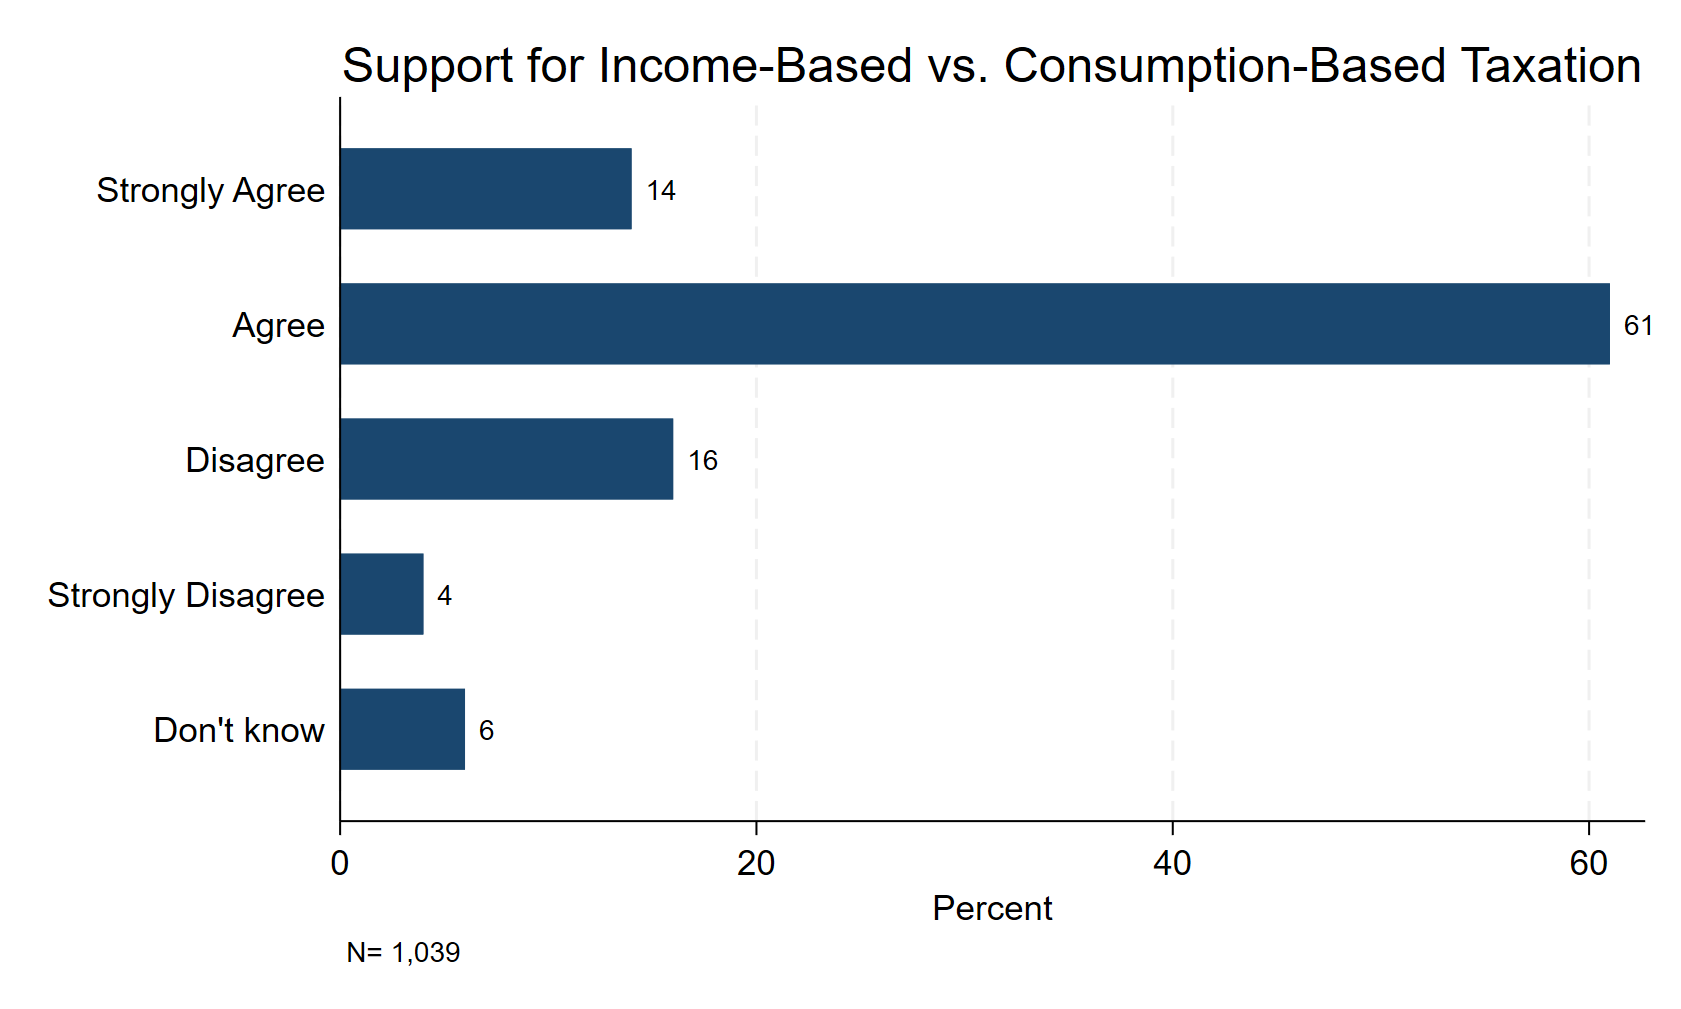 Support for Income-Based vs. Consumption-Based Taxation
Strongly Agree 14
Agree 61
Disagree 16
Strongly Disagree 4
Don't know 6
0 20 40 60
Percent
N= 1,039